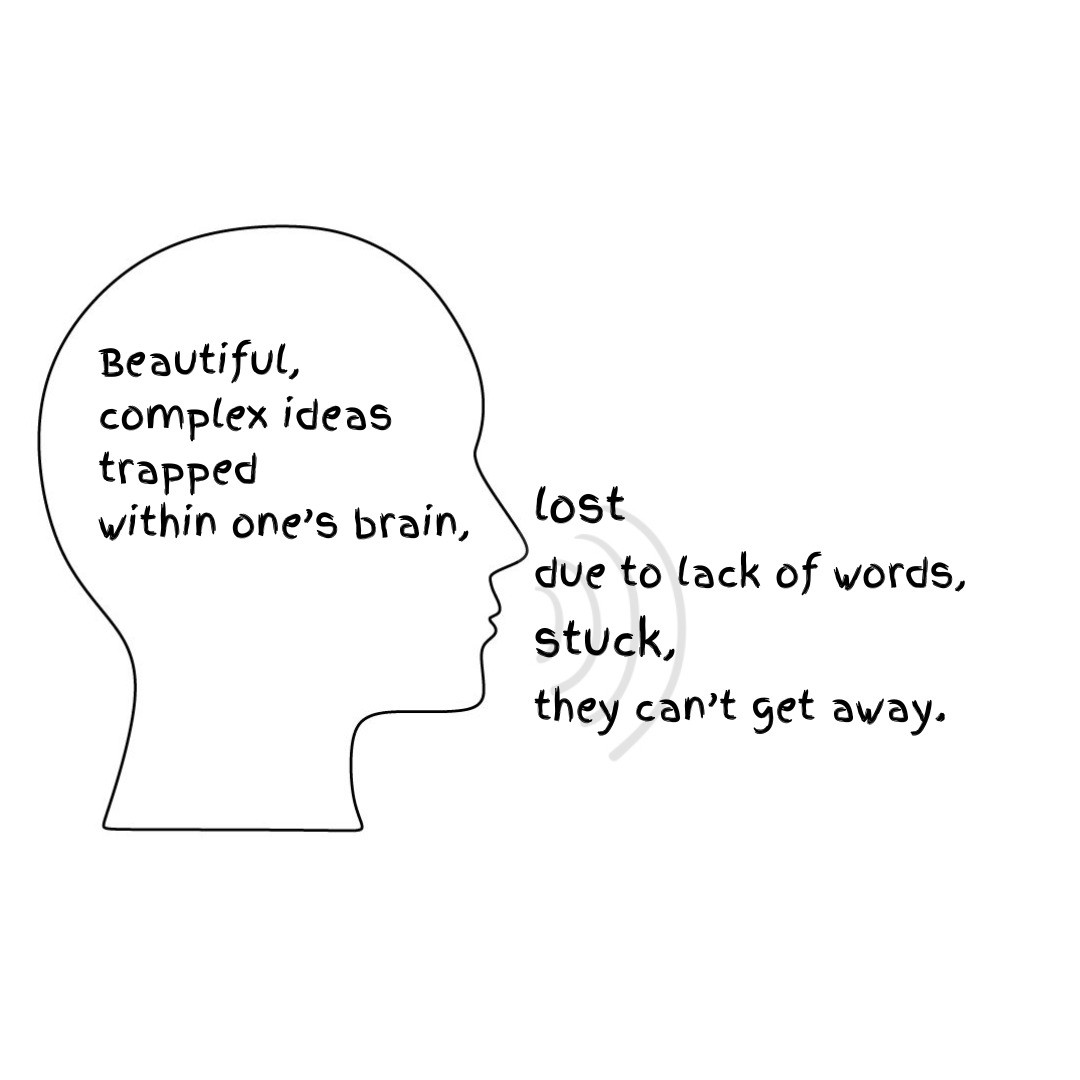 Beautiful,
complex ideas
trapped
within one's brain,
lost
due to lack of words,
stuck,
they can't get away.